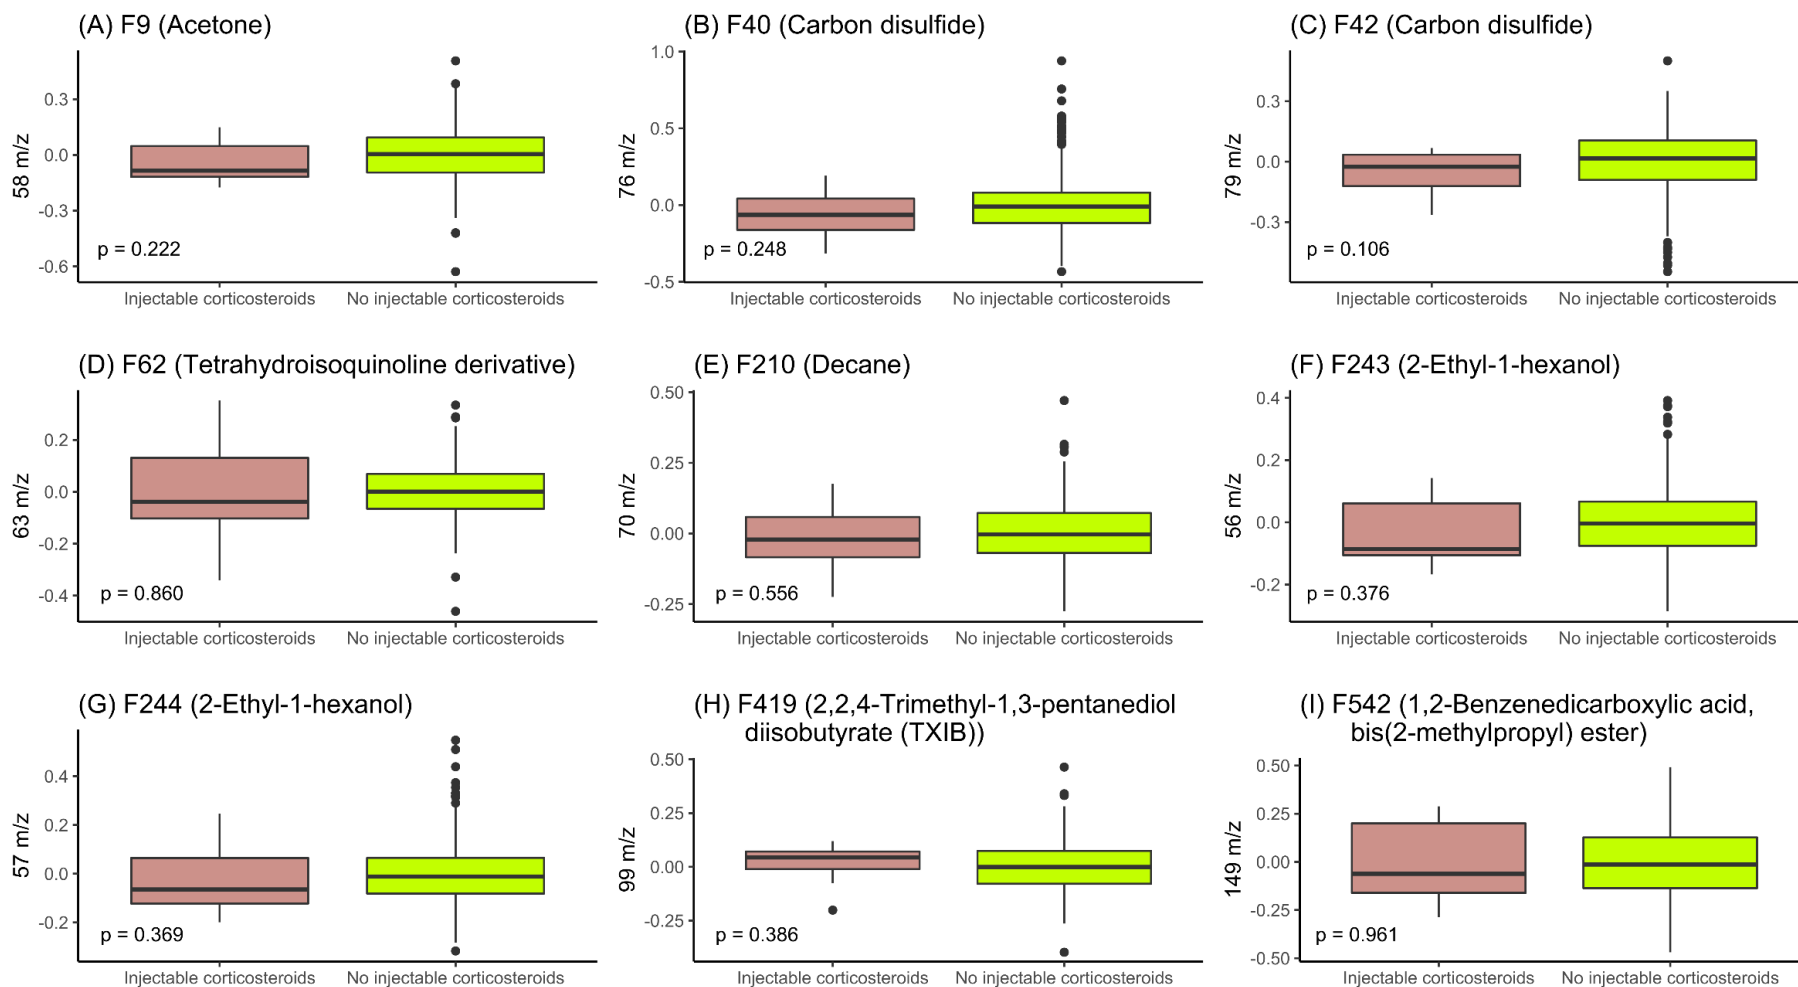 (A) F9 (Acetone)
58 m/z
0.3
0.0
-0.3
-0.6
p = 0.222
Injectable corticosteroids
No injectable corticosteroids
(B) F40 (Carbon disulfide)
76 m/z
1.0
0.5
0.0
-0.5
p = 0.248
Injectable corticosteroids
No injectable corticosteroids
(C) F42 (Carbon disulfide)
79 m/z
0.3
0.0
-0.3
p = 0.106
Injectable corticosteroids
No injectable corticosteroids
(D) F62 (Tetrahydroisoquinoline derivative)
63 m/z
0.2
0.0
-0.2
-0.4
p = 0.860
Injectable corticosteroids
No injectable corticosteroids
(E) F210 (Decane)
70 m/z
0.50
0.25
0.00
-0.25
p = 0.556
Injectable corticosteroids
No injectable corticosteroids
(F) F243 (2-Ethyl-1-hexanol)
56 m/z
0.4
0.2
0.0
-0.2
p = 0.376
Injectable corticosteroids
No injectable corticosteroids
(G) F244 (2-Ethyl-1-hexanol)
57 m/z
0.4
0.2
0.0
-0.2
p = 0.369
Injectable corticosteroids
No injectable corticosteroids
(H) F419 (2,2,4-Trimethyl-1,3-pentanediol
diisobutyrate (TXIB))
99 m/z
0.50
0.25
0.00
-0.25
p = 0.386
Injectable corticosteroids
No injectable corticosteroids
(I) F542 (1,2-Benzenedicarboxylic acid,
bis(2-methylpropyl) ester)
149 m/z
0.50
0.25
0.00
-0.25
-0.50
p = 0.961
Injectable corticosteroids
No injectable corticosteroids